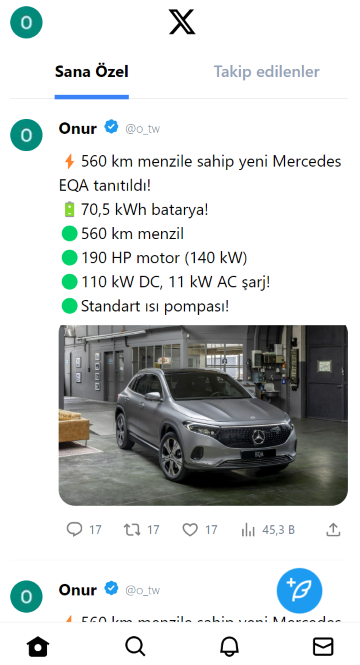 O
Sana Özel
Takip edilenler
O
Onur @o_tw
⚡560 km menzile sahip yeni Mercedes
EQA tanıtıldı!
🔋70,5 kWh batarya!
🟢560 km menzil
🟢190 HP motor (140 kW)
🟢110 kW DC, 11 kW AC şarj!
🟢Standart ısı pompası!
EQA
17 17 17 45,3 B
O
Onur @o_tw
⚡560 km menzile sahip yeni Mercedes